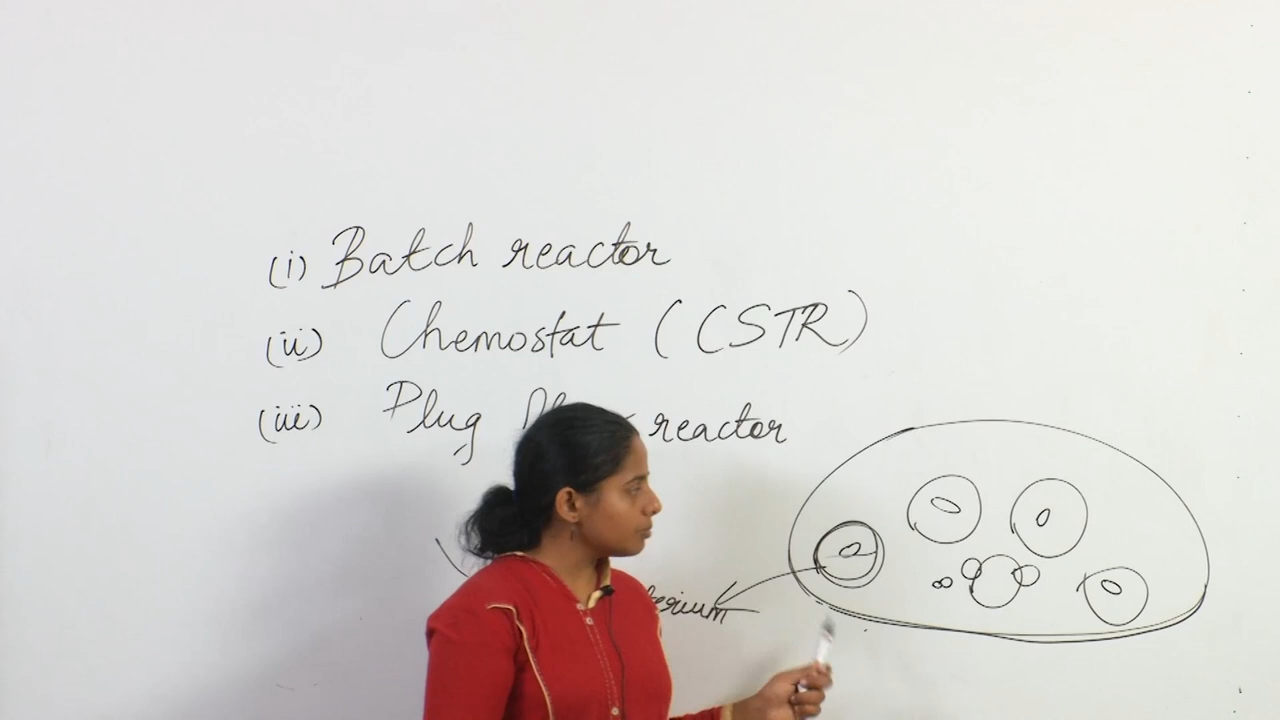 (i) Batch reactor
(ii) Chemostat (CSTR)
(iii) Plug reactor